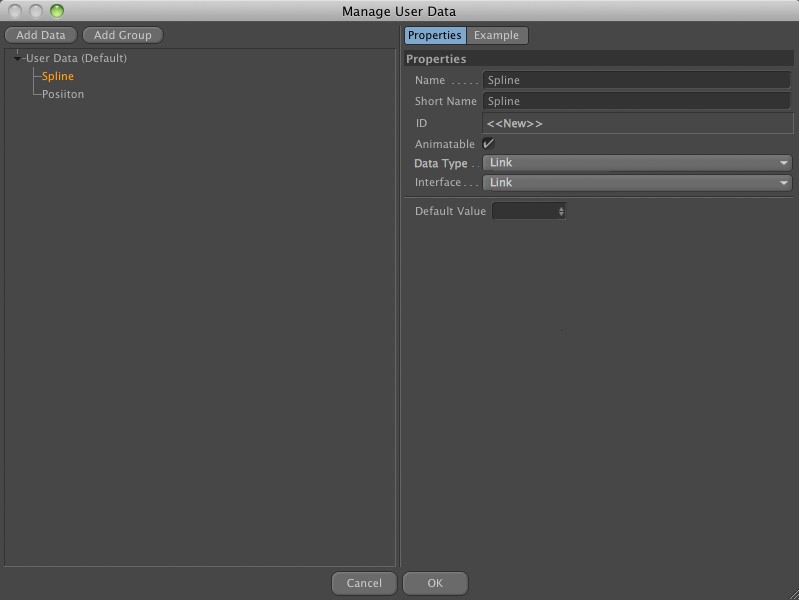 Manage User Data
Add Data
Add Group
User Data (Default)
Spline
Posiiton
Properties
Example
Properties
Name . . . . . Spline
Short Name Spline
ID <<New>>
Animatable
Data Type . . Link
Interface . . . Link
Default Value
Cancel
OK